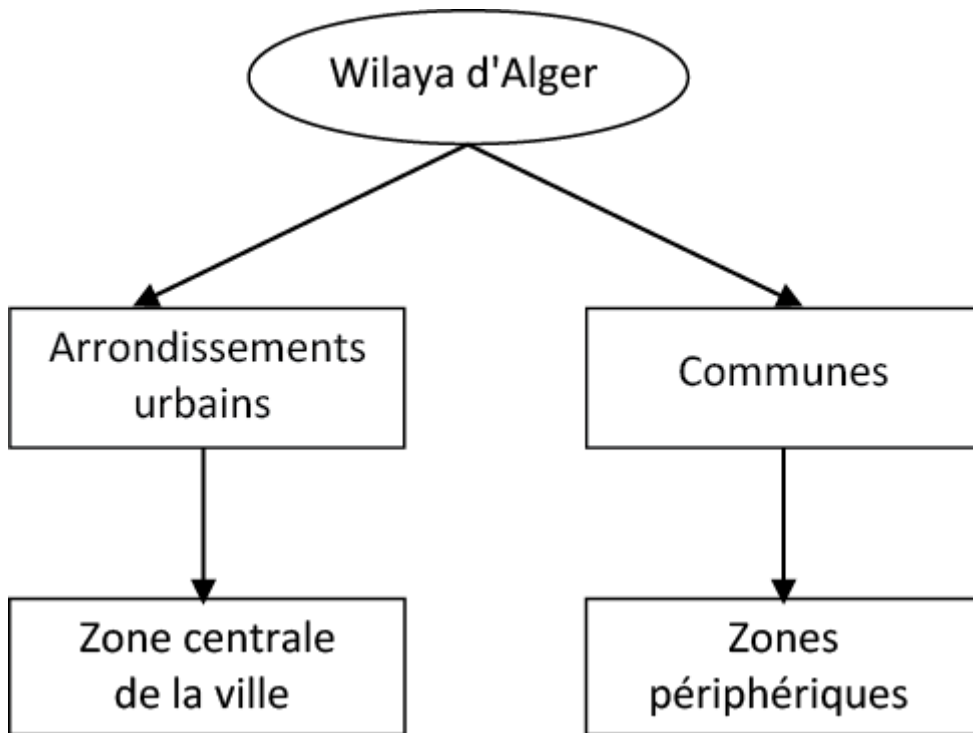 Wilaya d'Alger
Arrondissements
urbains
Communes
Zone centrale
de la ville
Zones
périphériques